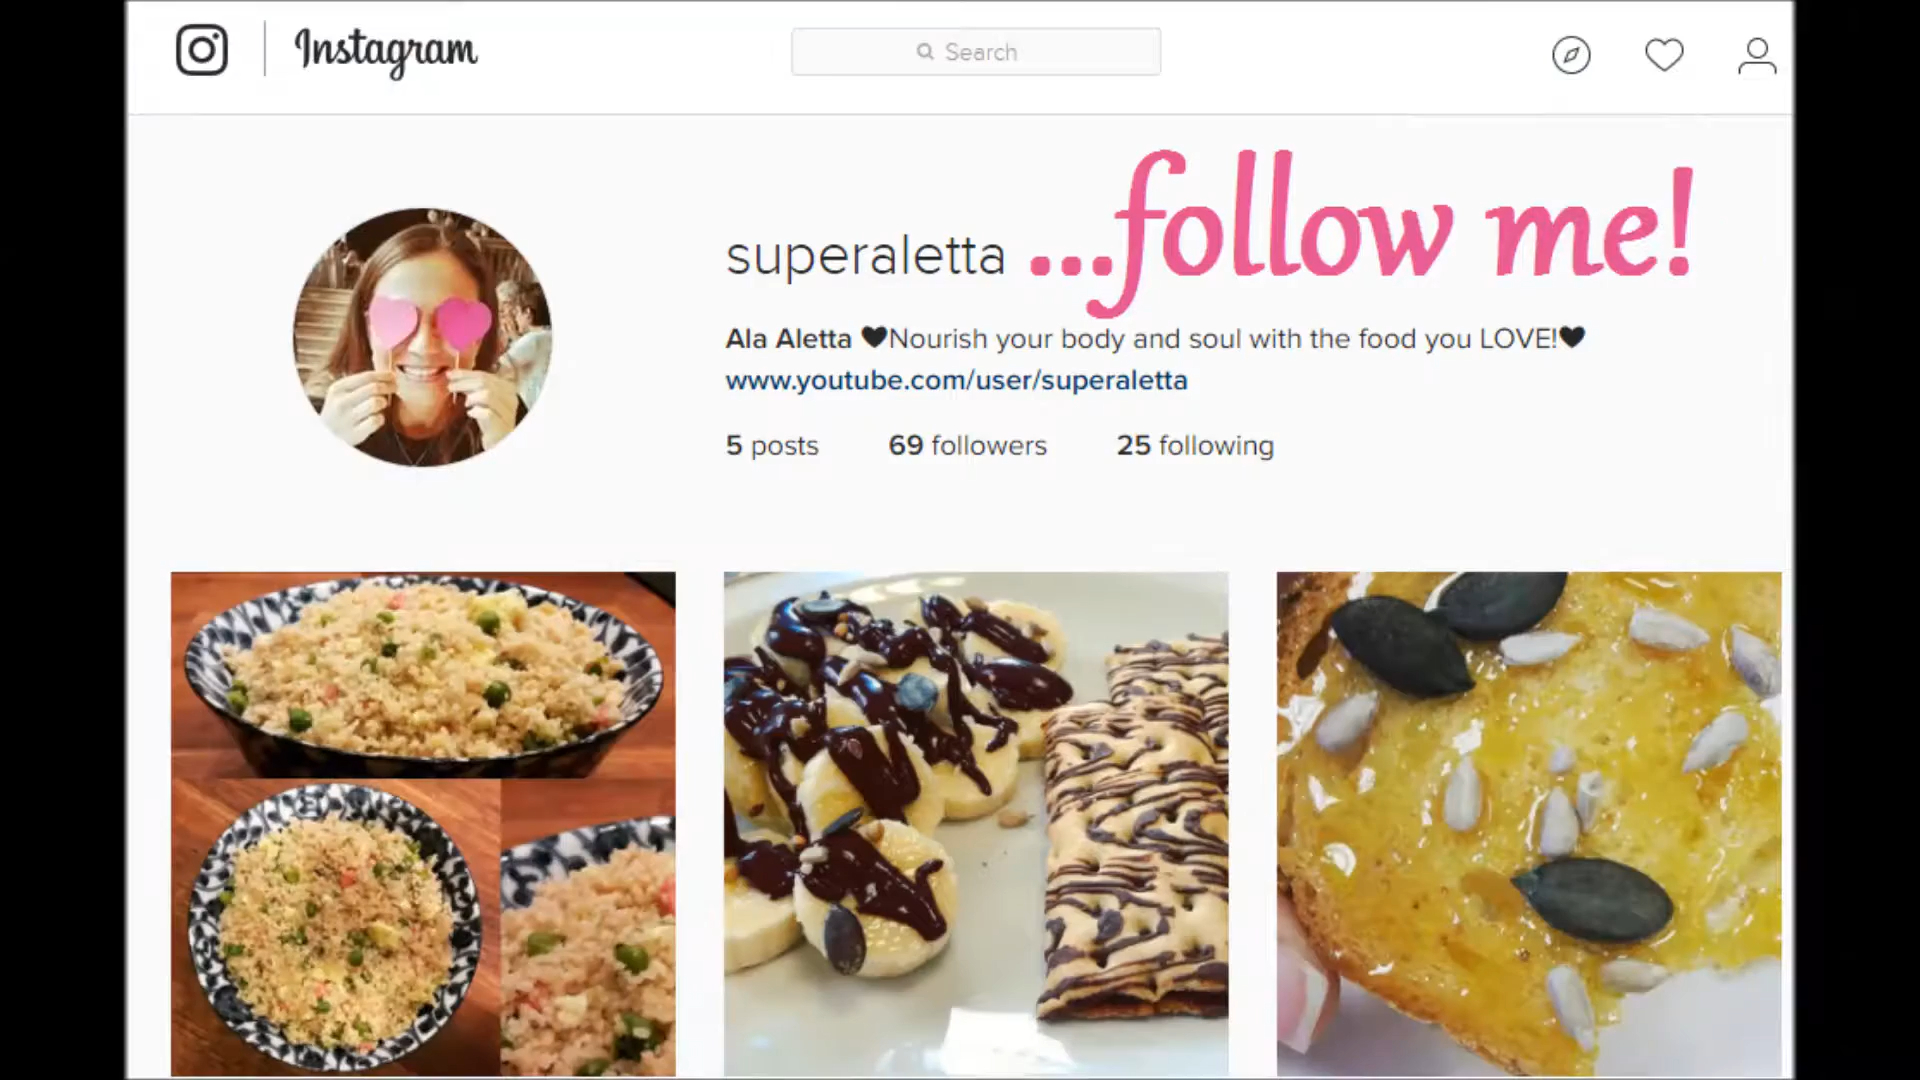 Instagram
Search
superaletta ...follow me!
Ala Aletta 🖤Nourish your body and soul with the food you LOVE!🖤
www.youtube.com/user/superaletta
5 posts 69 followers 25 following